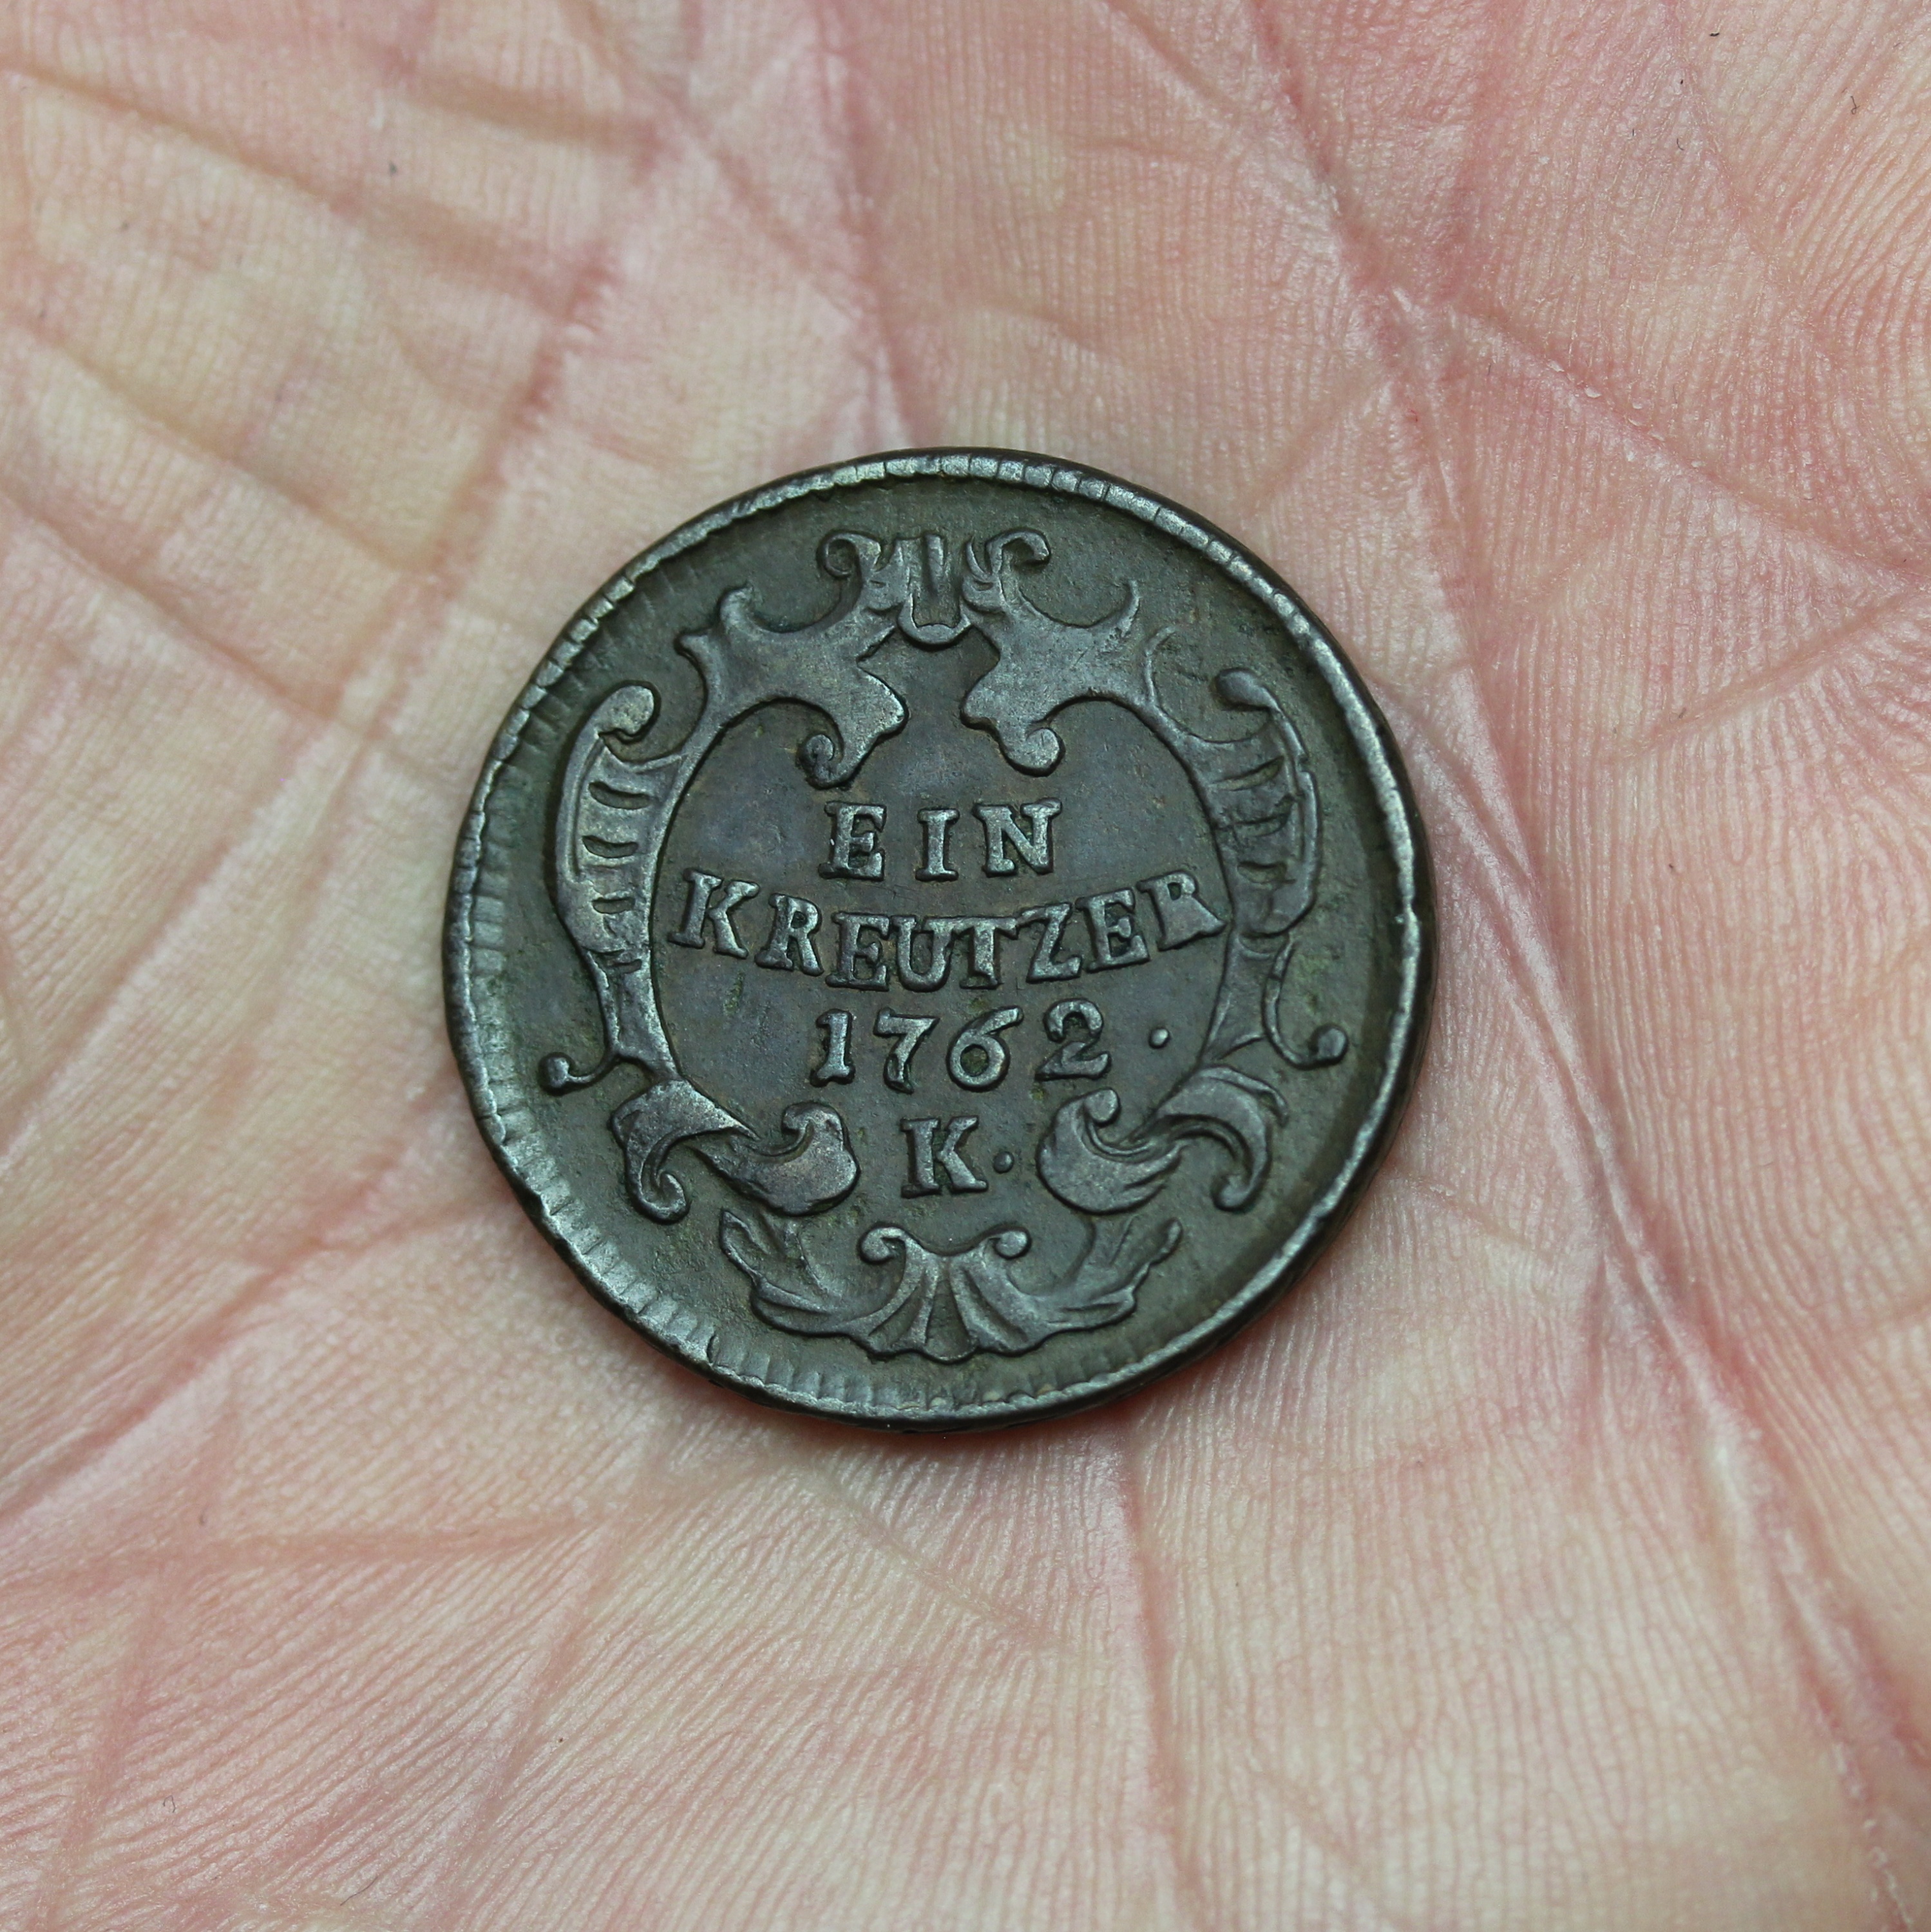 EIN
KREUTZER
1762 ·
K ·